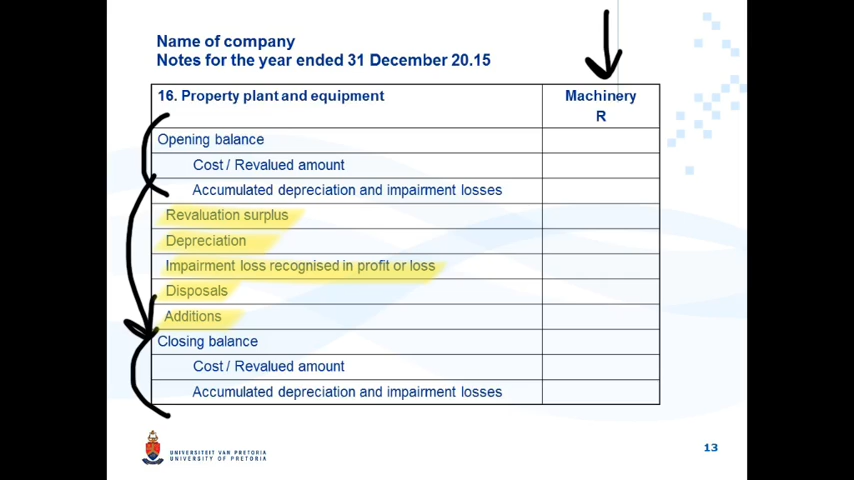 Name of company
Notes for the year ended 31 December 20.15
16. Property plant and equipment
Machinery
R
Opening balance
Cost / Revalued amount
Accumulated depreciation and impairment losses
Revaluation surplus
Depreciation
Impairment loss recognised in profit or loss
Disposals
Additions
Closing balance
Cost / Revalued amount
Accumulated depreciation and impairment losses
UNIVERSITEIT VAN PRETORIA
UNIVERSITY OF PRETORIA
13